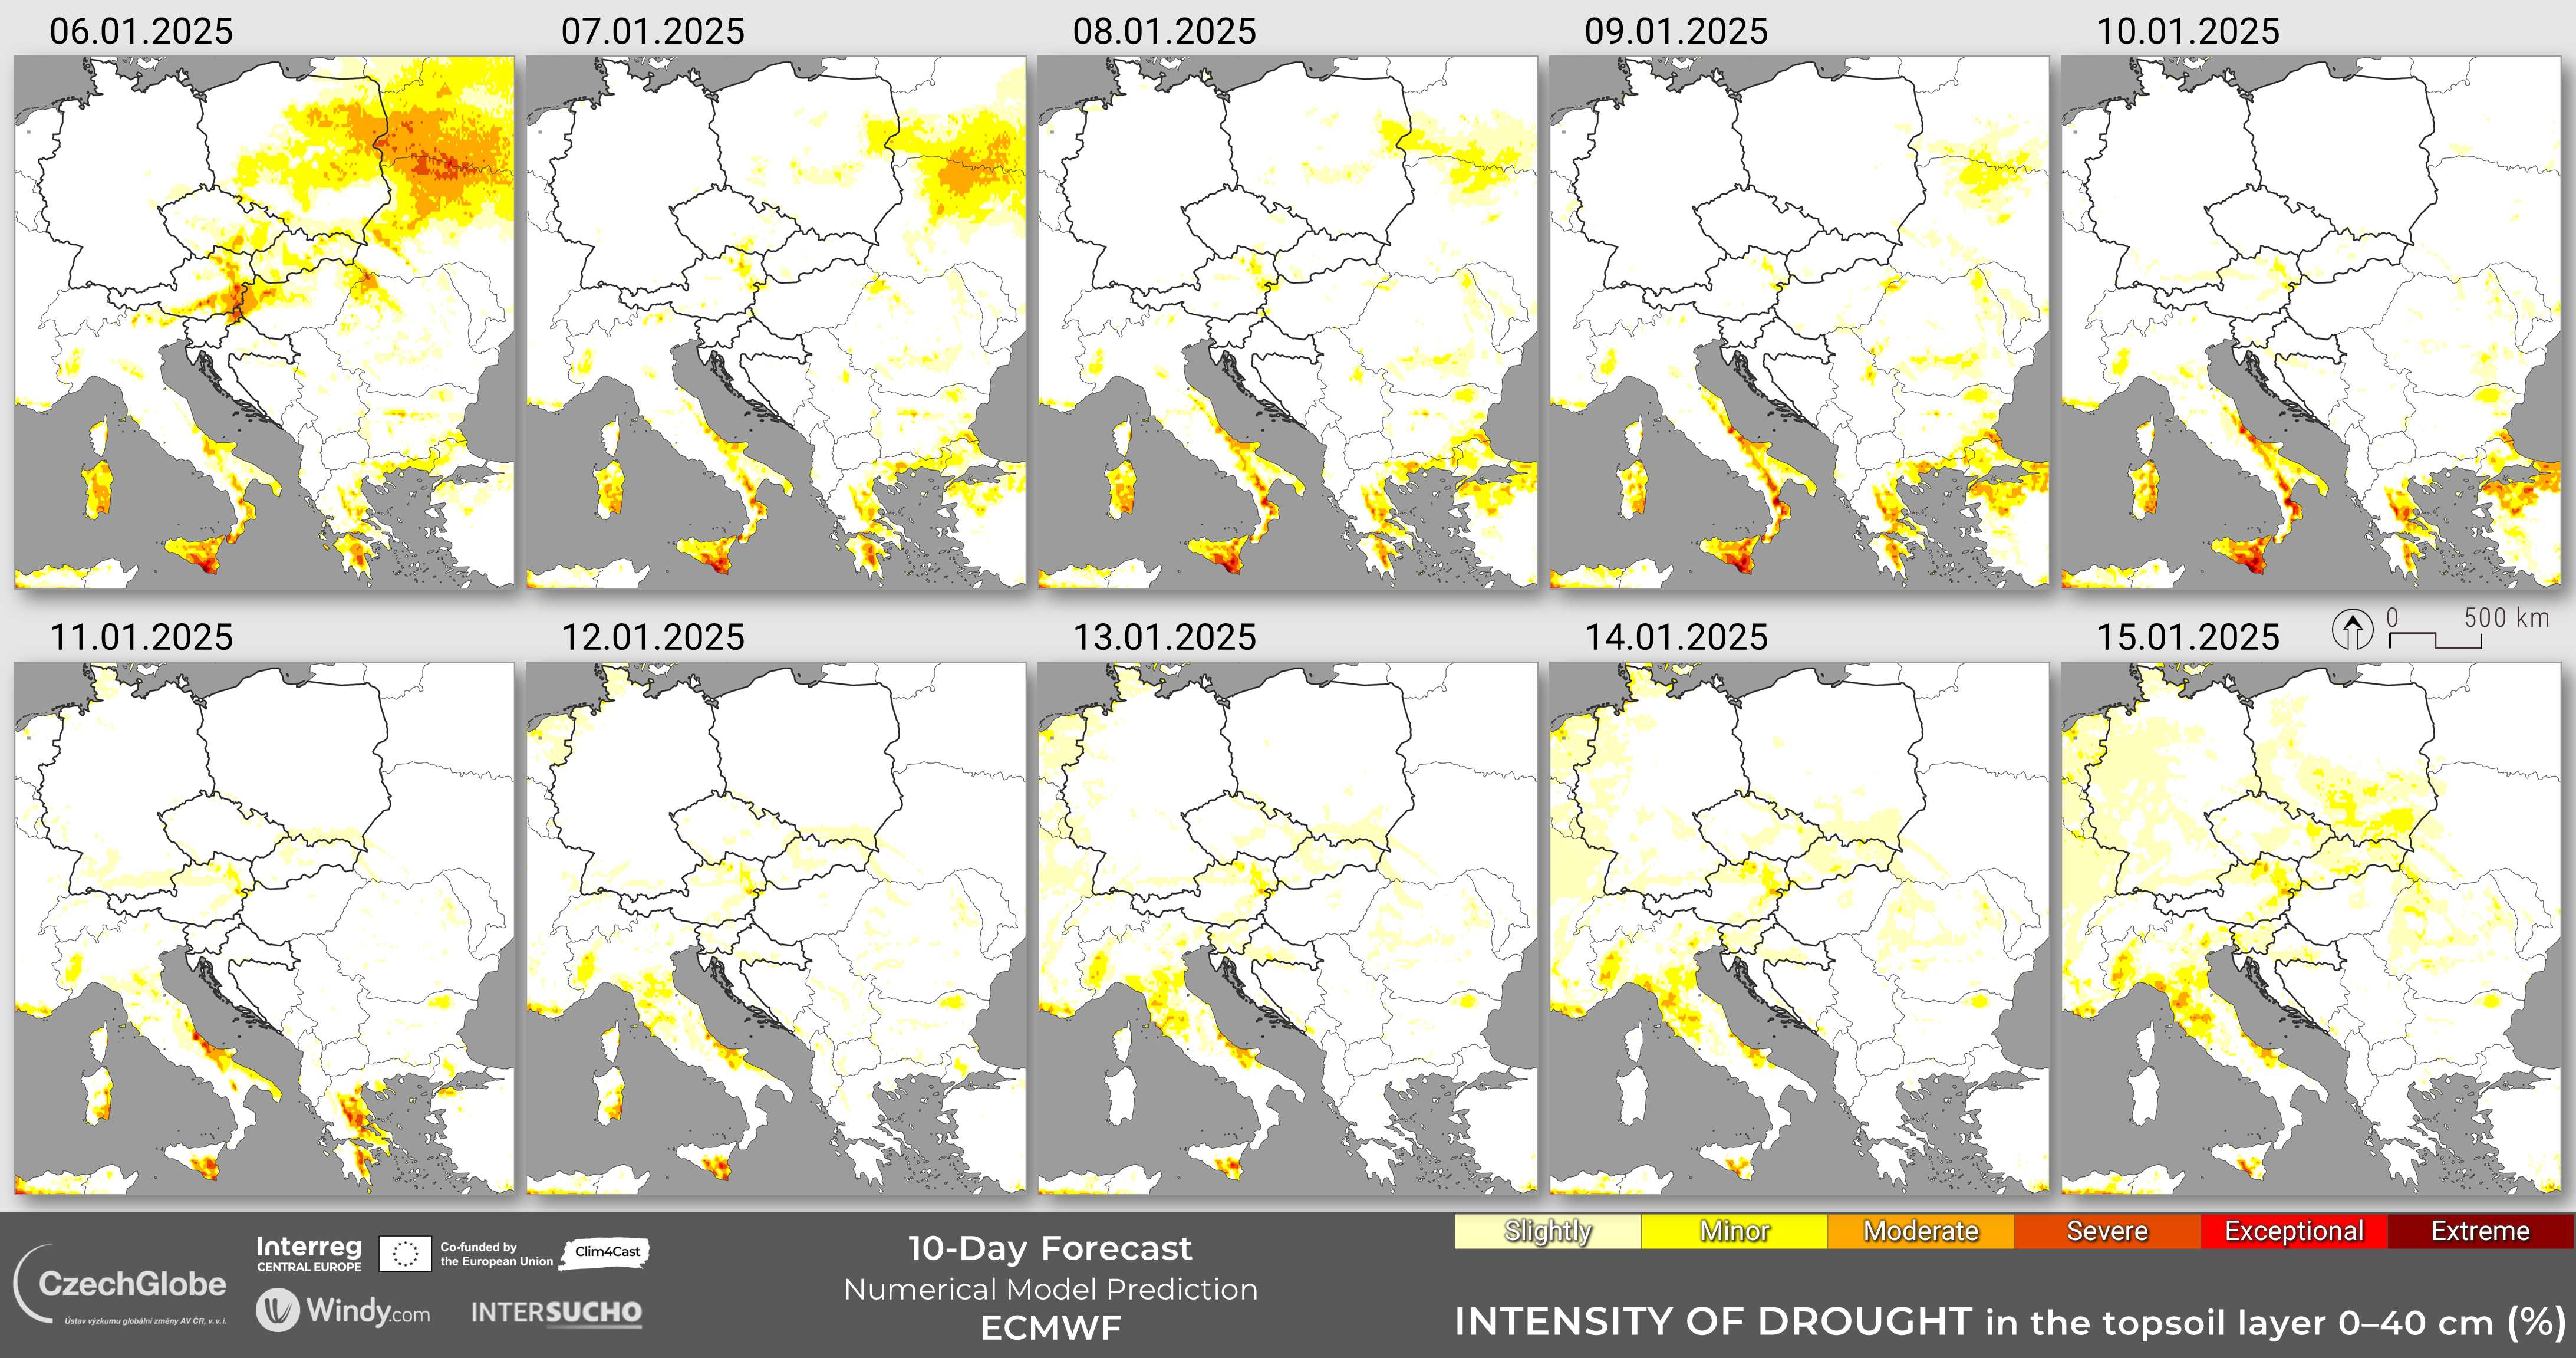 06.01.2025
07.01.2025
08.01.2025
09.01.2025
10.01.2025
11.01.2025
12.01.2025
13.01.2025
14.01.2025
15.01.2025
0 500 km
CzechGlobe
Ústav výzkumu globální změny AV ČR, v. v. i.
Interreg
CENTRAL EUROPE
Co-funded by
the European Union
Clim4Cast
Windy.com
INTERSUCHO
10-Day Forecast
Numerical Model Prediction
ECMWF
Slightly Minor Moderate Severe Exceptional Extreme
INTENSITY OF DROUGHT in the topsoil layer 0–40 cm (%)